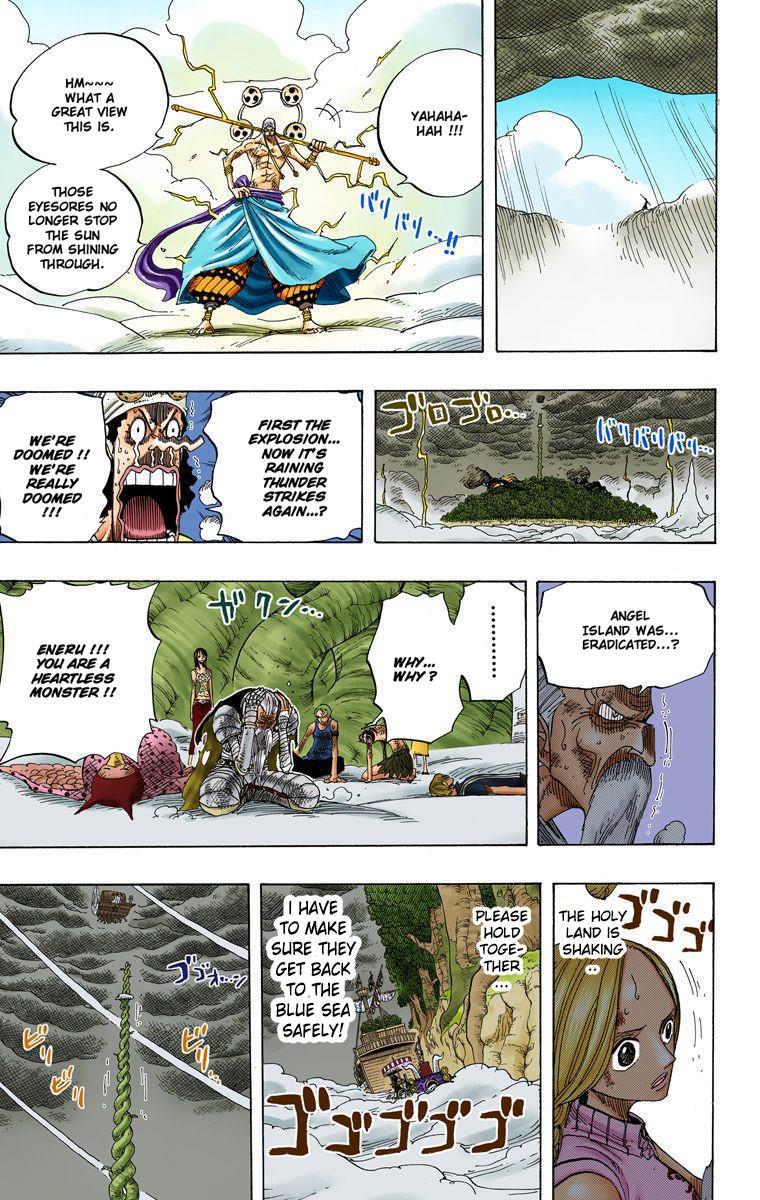 YAHAHA-
HAH !!!
HM~~~
WHAT A
GREAT VIEW
THIS IS.
THOSE
EYESORES NO
LONGER STOP
THE SUN
FROM SHINING
THROUGH.
バリバリ…!!
ゴロゴロ…
バリバリバリ…
FIRST THE
EXPLOSION...
NOW IT'S
RAINING
THUNDER
STRIKES
AGAIN...?
WE'RE
DOOMED !!
WE'RE
REALLY
DOOMED
!!!
ANGEL
ISLAND WAS...
ERADICATED...?
.........
WHY...
WHY ?
ガクン…
ENERU !!!
YOU ARE A
HEARTLESS
MONSTER !!
ゴゴゴ
THE HOLY
LAND IS
SHAKING
..
PLEASE
HOLD
TOGE-
THER
...
I HAVE
TO MAKE
SURE THEY
GET BACK
TO THE
BLUE SEA
SAFELY!
ゴゴゴゴゴ
ゴゴォ…ン
ビリ…
ビリ…